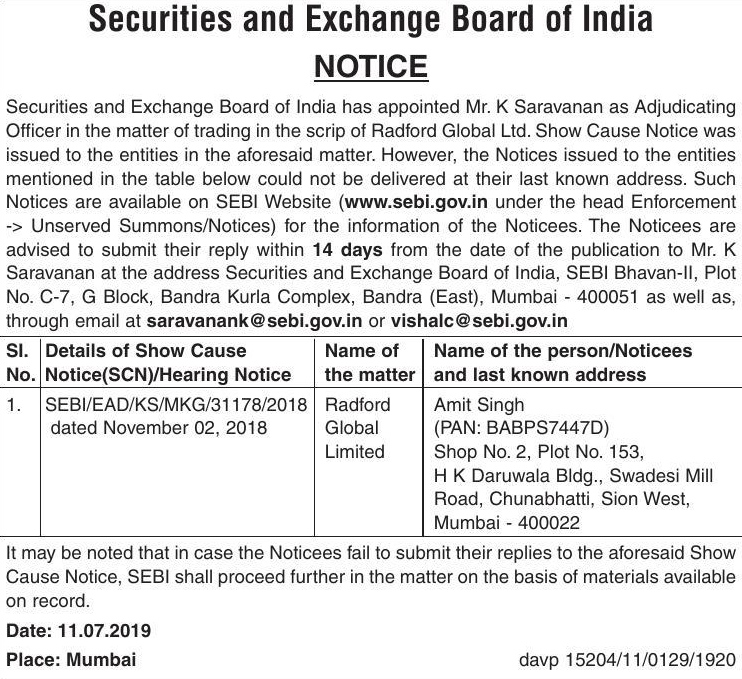 Securities and Exchange Board of India
NOTICE
Securities and Exchange Board of India has appointed Mr. K Saravanan as Adjudicating
Officer in the matter of trading in the scrip of Radford Global Ltd. Show Cause Notice was
issued to the entities in the aforesaid matter. However, the Notices issued to the entities
mentioned in the table below could not be delivered at their last known address. Such
Notices are available on SEBI Website (www.sebi.gov.in under the head Enforcement
-> Unserved Summons/Notices) for the information of the Noticees. The Noticees are
advised to submit their reply within 14 days from the date of the publication to Mr. K
Saravanan at the address Securities and Exchange Board of India, SEBI Bhavan-II, Plot
No. C-7, G Block, Bandra Kurla Complex, Bandra (East), Mumbai - 400051 as well as,
through email at saravanank@sebi.gov.in or vishalc@sebi.gov.in
Sl. No.
Details of Show Cause
Notice(SCN)/Hearing Notice
Name of
the matter
Name of the person/Noticees
and last known address
1.
SEBI/EAD/KS/MKG/31178/2018
dated November 02, 2018
Radford
Global
Limited
Amit Singh
(PAN: BABPS7447D)
Shop No. 2, Plot No. 153,
H K Daruwala Bldg., Swadesi Mill
Road, Chunabhatti, Sion West,
Mumbai - 400022
It may be noted that in case the Noticees fail to submit their replies to the aforesaid Show
Cause Notice, SEBI shall proceed further in the matter on the basis of materials available
on record.
Date: 11.07.2019
Place: Mumbai
davp 15204/11/0129/1920